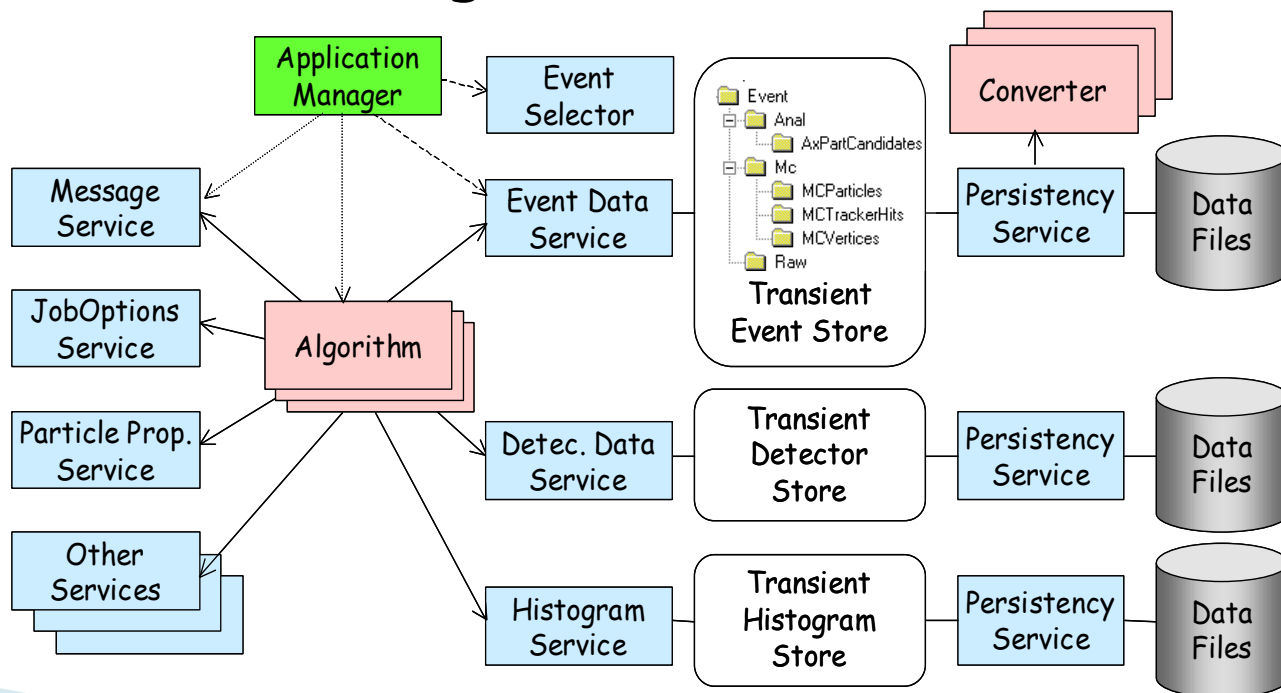 Application
Manager
Event
Selector
Event
Anal
AxPartCandidates
Mc
MCParticles
MCTrackerHits
MCVertices
Raw
Transient
Event Store
Converter
Message
Service
Event Data
Service
Persistency
Service
Data
Files
JobOptions
Service
Algorithm
Particle Prop.
Service
Detec. Data
Service
Transient
Detector
Store
Persistency
Service
Data
Files
Other
Services
Histogram
Service
Transient
Histogram
Store
Persistency
Service
Data
Files